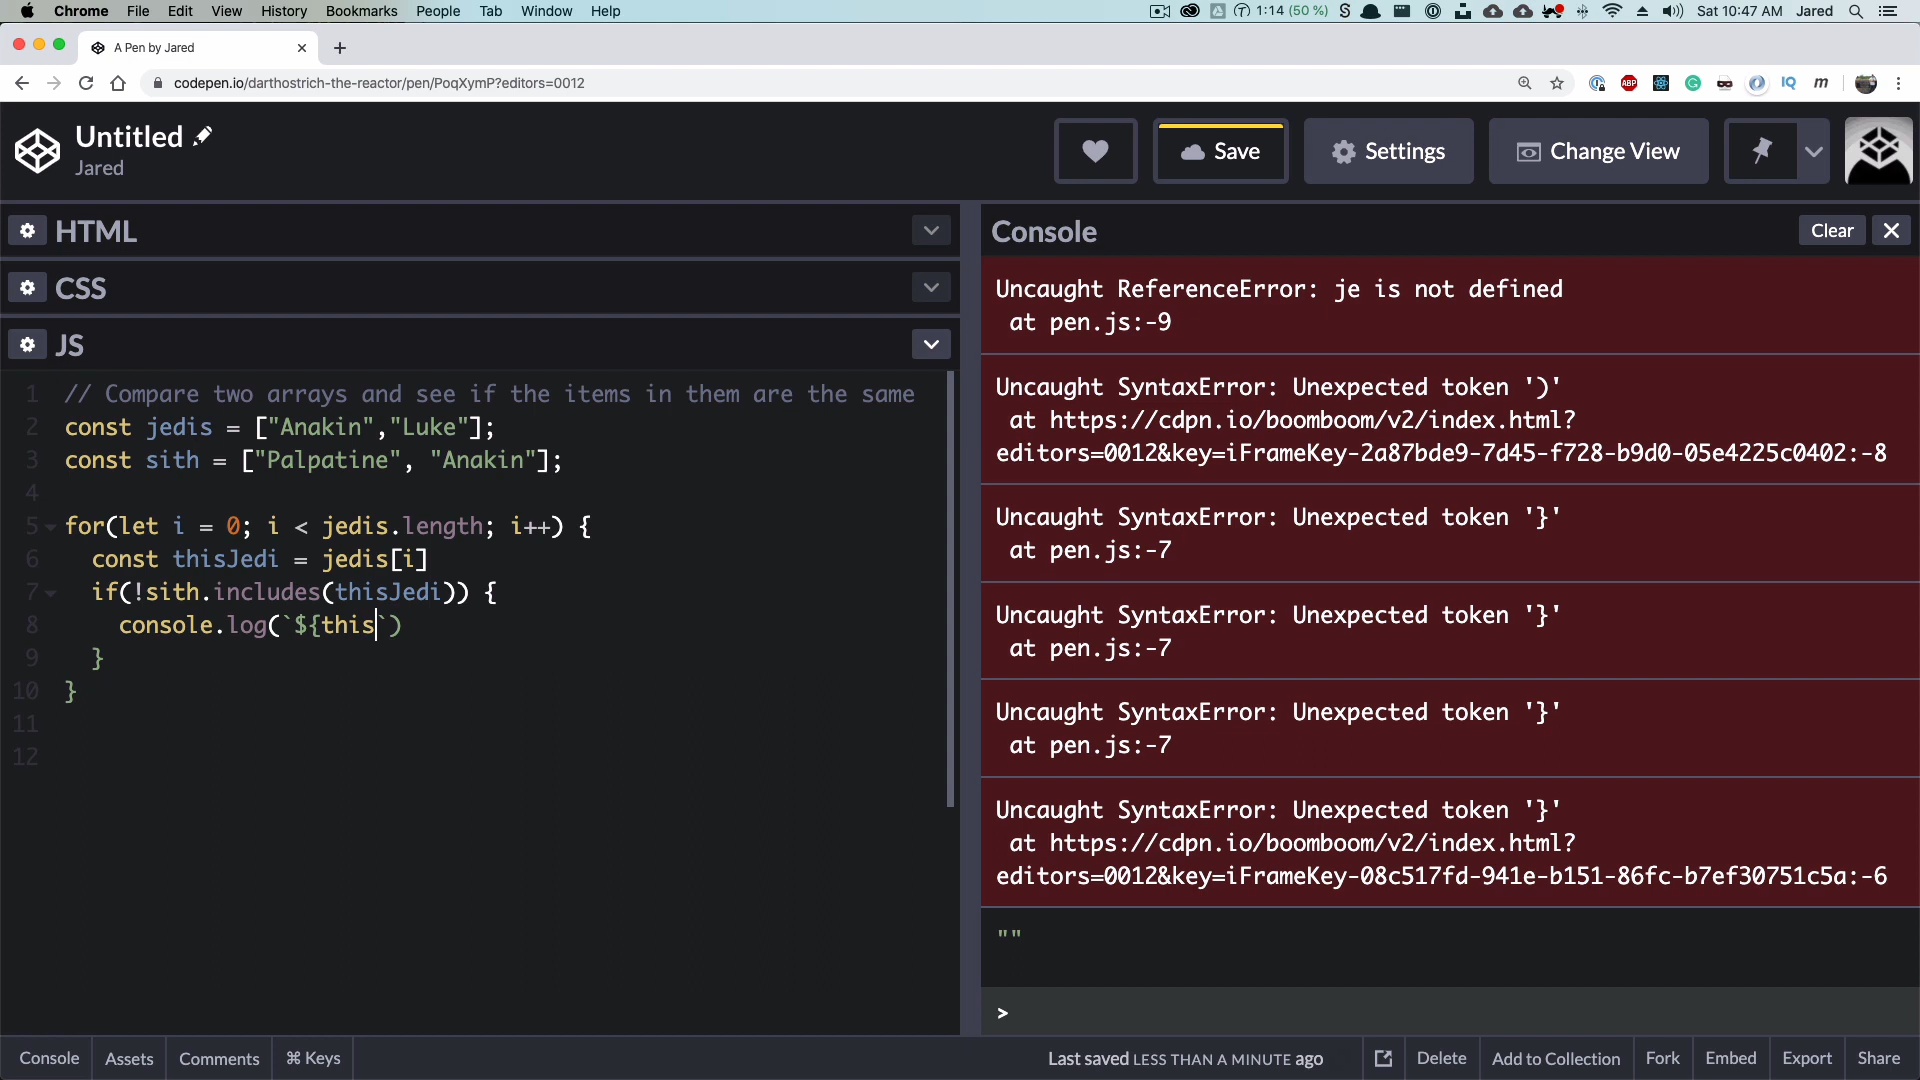 Chrome File Edit View History Bookmarks People Tab Window Help 1:14 (50 %) Sat 10:47 AM Jared
A Pen by Jared
codepen.io/darthostrich-the-reactor/pen/PoqXymP?editors=0012 ABP IQ m
Untitled
Jared
Save
Settings
Change View
HTML
CSS
JS
1 // Compare two arrays and see if the items in them are the same
2 const jedis = ["Anakin","Luke"];
3 const sith = ["Palpatine", "Anakin"];
4
5 for(let i = 0; i < jedis.length; i++) {
6 const thisJedi = jedis[i]
7 if(!sith.includes(thisJedi)) {
8 console.log(`${this`)
9 }
10 }
11
12
Console
Clear
Uncaught ReferenceError: je is not defined
at pen.js:-9
Uncaught SyntaxError: Unexpected token ')'
at https://cdpn.io/boomboom/v2/index.html?
editors=0012&key=iFrameKey-2a87bde9-7d45-f728-b9d0-05e4225c0402:-8
Uncaught SyntaxError: Unexpected token '}'
at pen.js:-7
Uncaught SyntaxError: Unexpected token '}'
at pen.js:-7
Uncaught SyntaxError: Unexpected token '}'
at pen.js:-7
Uncaught SyntaxError: Unexpected token '}'
at https://cdpn.io/boomboom/v2/index.html?
editors=0012&key=iFrameKey-08c517fd-941e-b151-86fc-b7ef30751c5a:-6
""
>
Console Assets Comments ⌘ Keys Last saved LESS THAN A MINUTE ago Delete Add to Collection Fork Embed Export Share